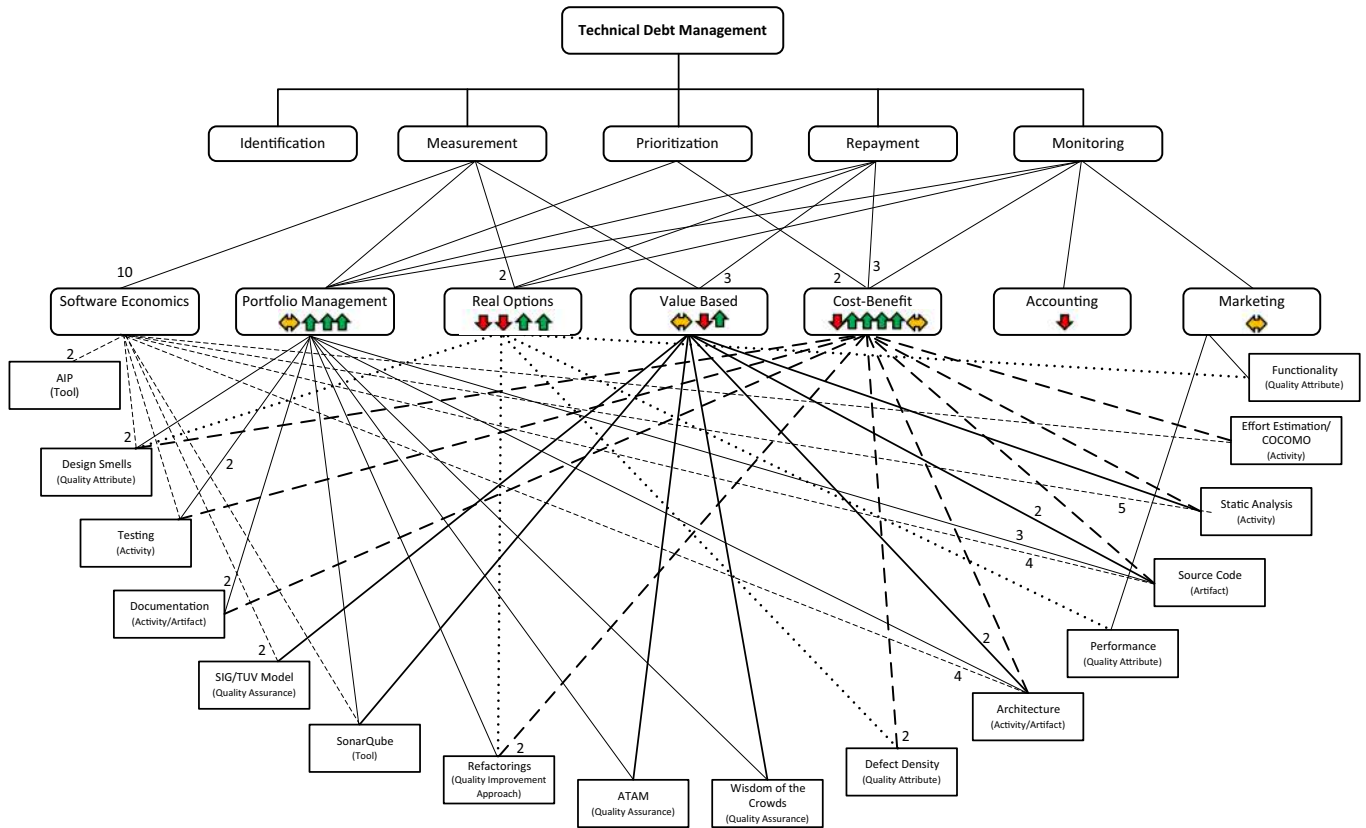 Technical Debt Management
Identification
Measurement
Prioritization
Repayment
Monitoring
10
2
3
2
3
Software Economics
Portfolio Management
Real Options
Value Based
Cost-Benefit
Accounting
Marketing
2
AIP
(Tool)
Functionality
(Quality Attribute)
Effort Estimation/
COCOMO
(Activity)
2
Design Smells
(Quality Attribute)
2
Static Analysis
(Activity)
5
2
Testing
(Activity)
3
4
Source Code
(Artifact)
2
Documentation
(Activity/Artifact)
Performance
(Quality Attribute)
2
2
SIG/TUV Model
(Quality Assurance)
4
Architecture
(Activity/Artifact)
SonarQube
(Tool)
2
Refactorings
(Quality Improvement
Approach)
2
Defect Density
(Quality Attribute)
ATAM
(Quality Assurance)
Wisdom of the
Crowds
(Quality Assurance)